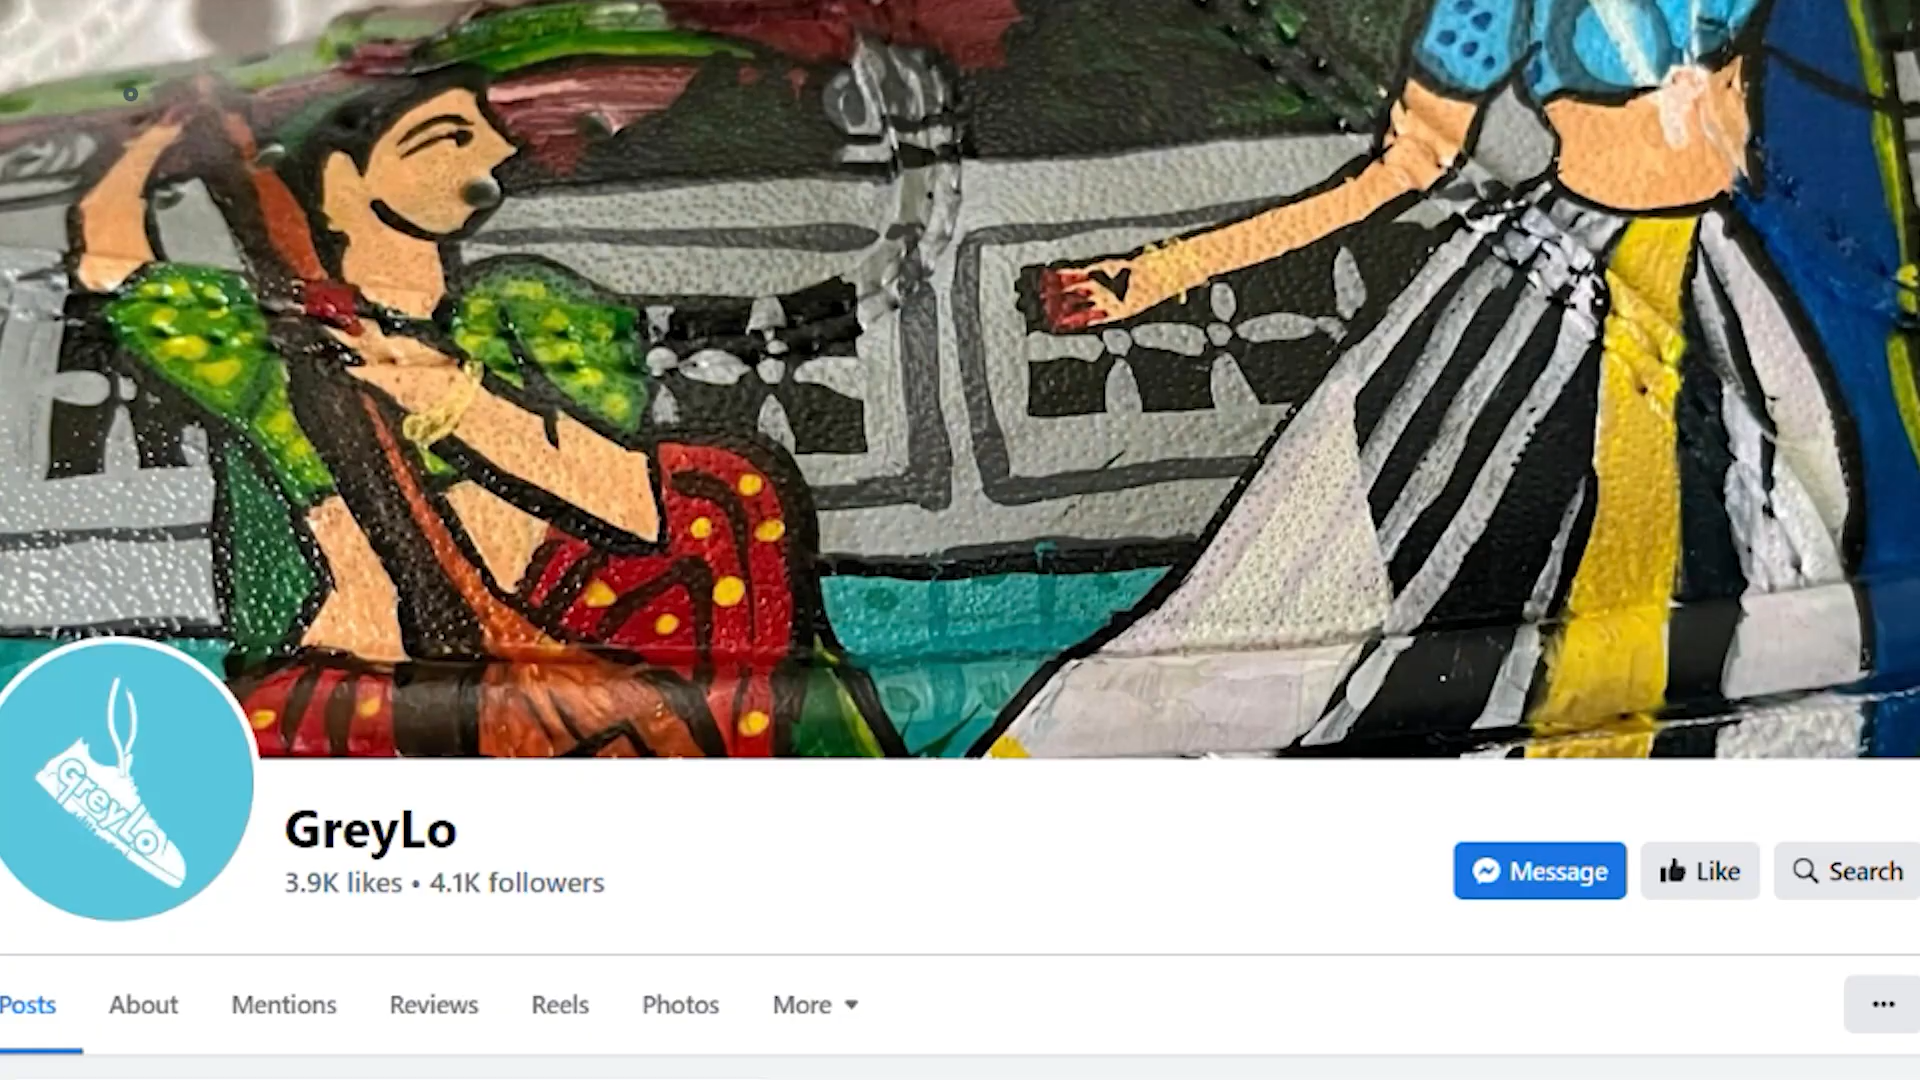 GreyLo
GreyLo
3.9K likes • 4.1K followers
Message
Like
Search
Posts
About
Mentions
Reviews
Reels
Photos
More